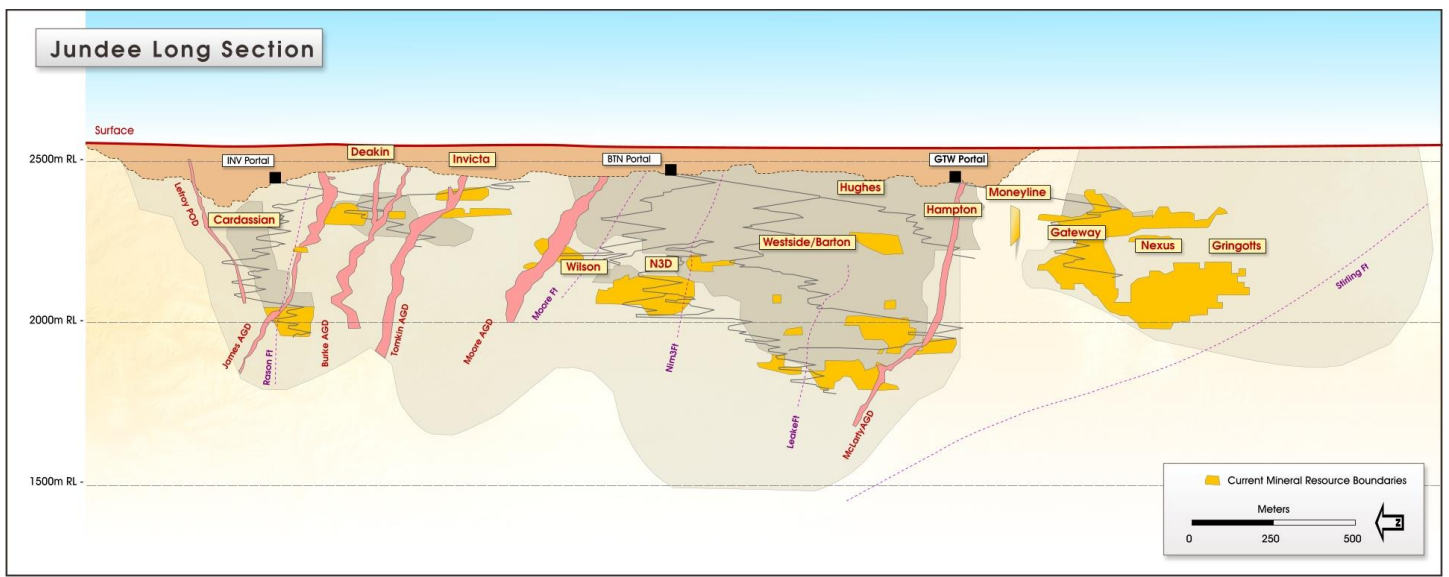 Jundee Long Section
Surface
2500m RL
2000m RL
1500m RL
INV Portal
Deakin
Invicta
BTN Portal
GTW Portal
Lefroy POD
Cardassian
Hughes
Moneyline
Hampton
Westside/Barton
Gateway
Nexus
Gringotts
Wilson
N3D
Moore Ft
Stirling Ft
James AGD
Rason Ft
Burke AGD
Tomkin AGD
Moore AGD
Nim3Ft
LeakeFt
McLartyAGD
Current Mineral Resource Boundaries
Meters
0 250 500
Z